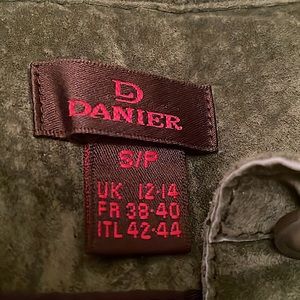 D
DANIER
S/P
UK 12-14
FR 38-40
ITL 42-44